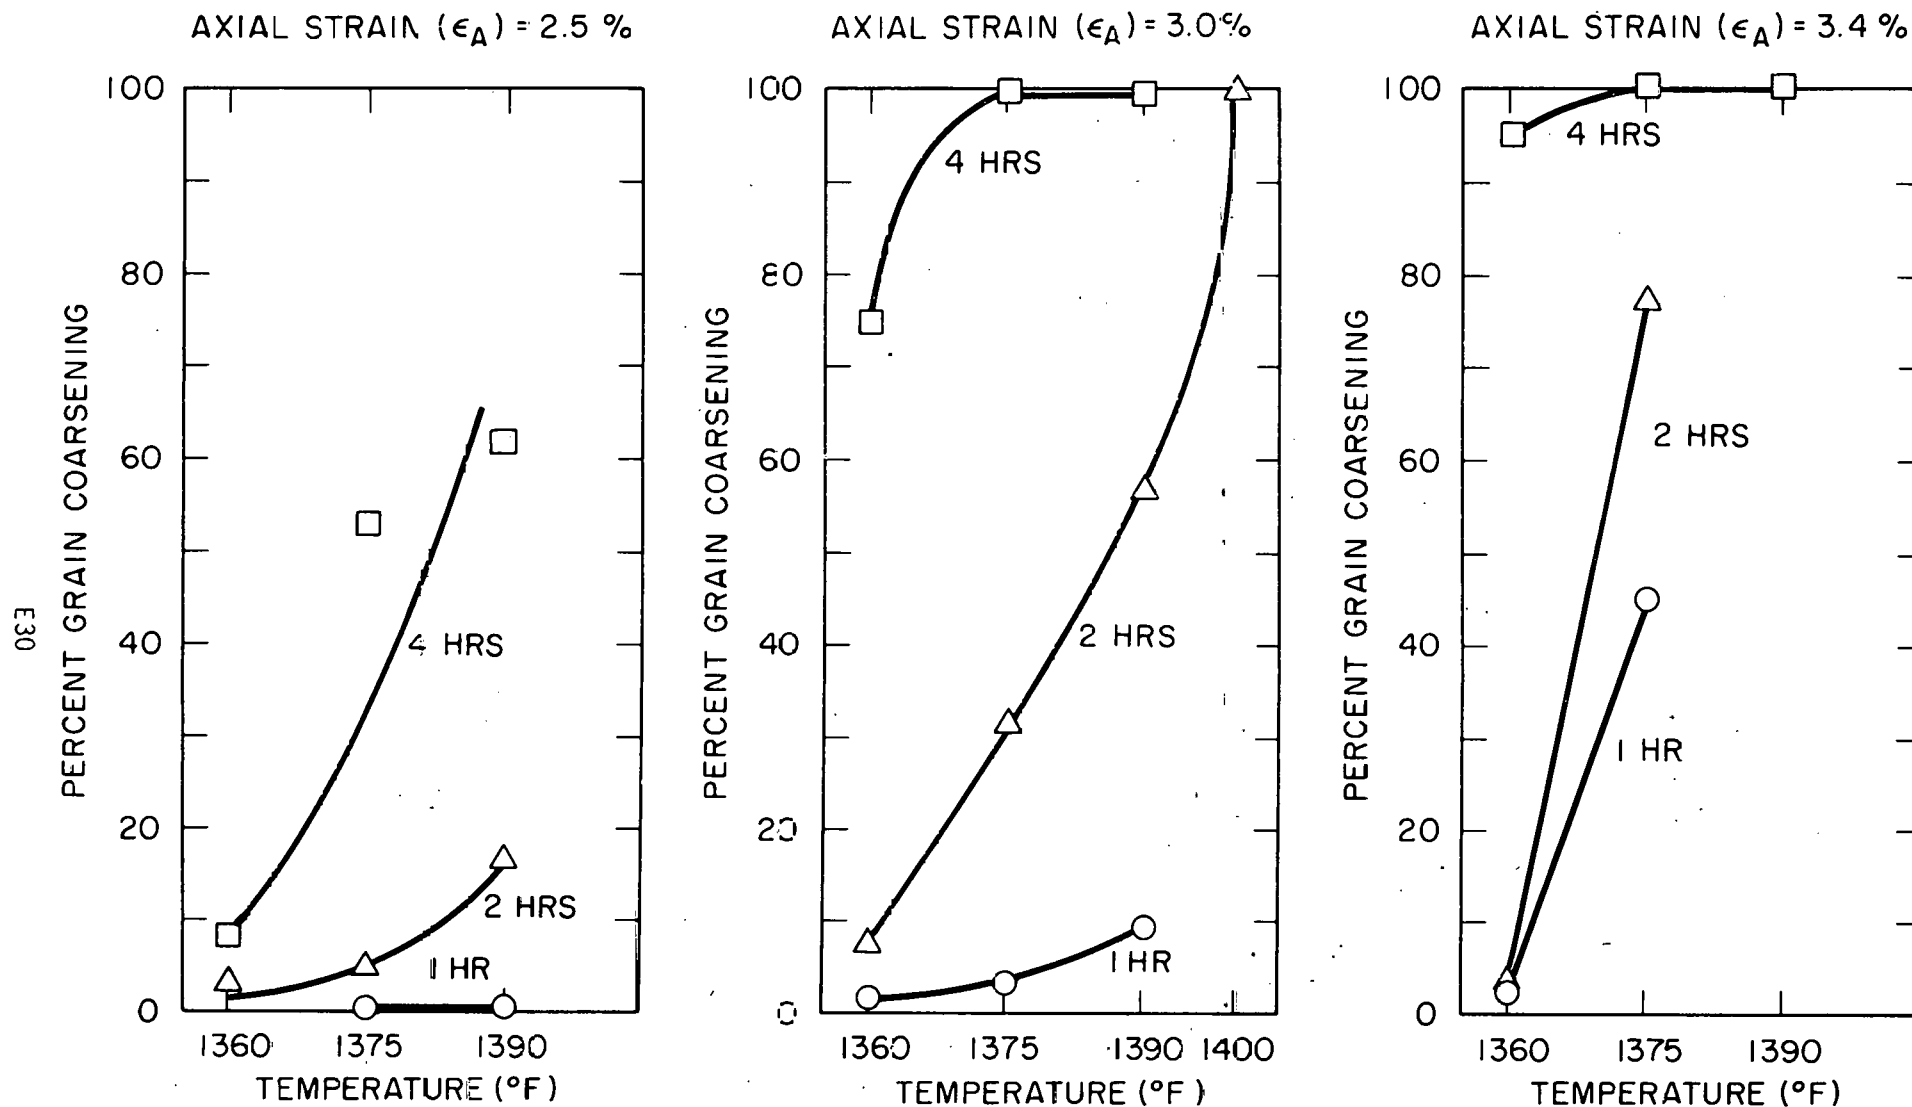 AXIAL STRAIN (ϵA) = 2.5 %
100
80
60
40
20
0
PERCENT GRAIN COARSENING
4 HRS
2 HRS
1 HR
1360 1375 1390
TEMPERATURE (°F)
AXIAL STRAIN (ϵA) = 3.0%
100
80
60
40
20
0
PERCENT GRAIN COARSENING
4 HRS
2 HRS
1 HR
1360 1375 1390 1400
TEMPERATURE (°F)
AXIAL STRAIN (ϵA) = 3.4 %
100
80
60
40
20
0
PERCENT GRAIN COARSENING
4 HRS
2 HRS
1 HR
1360 1375 1390
TEMPERATURE (°F)
E30